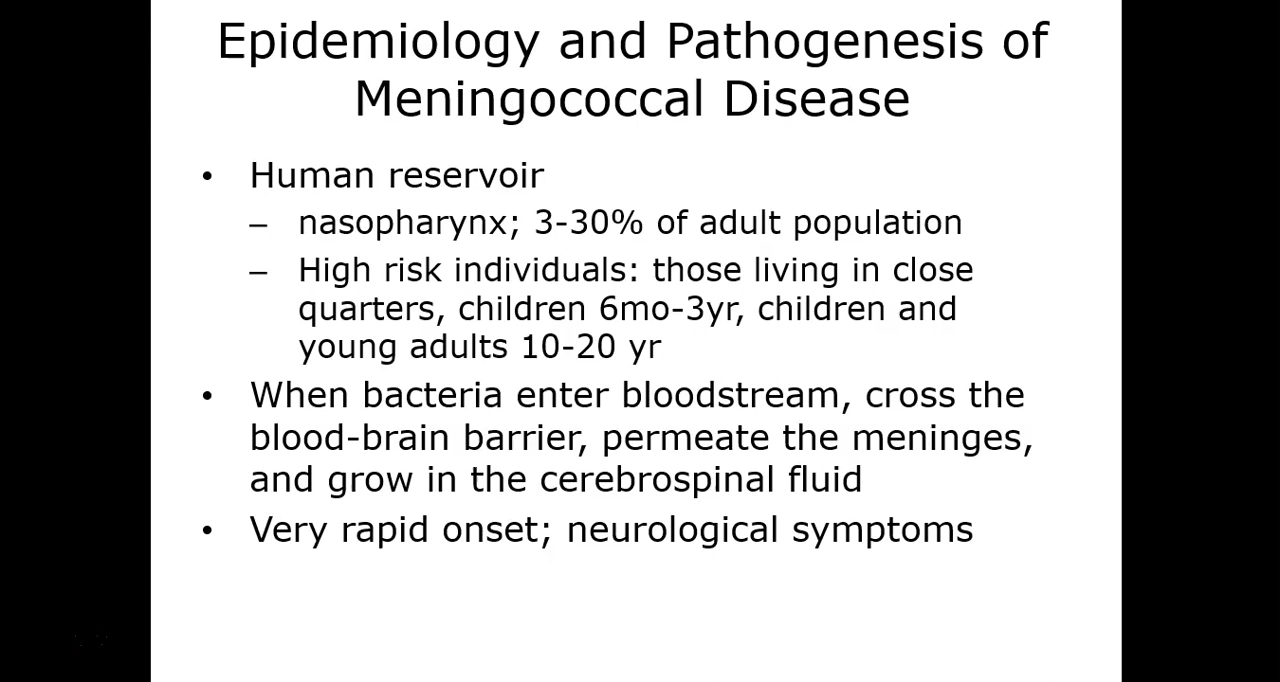 Epidemiology and Pathogenesis of
Meningococcal Disease
• Human reservoir
– nasopharynx; 3-30% of adult population
– High risk individuals: those living in close
quarters, children 6mo-3yr, children and
young adults 10-20 yr
• When bacteria enter bloodstream, cross the
blood-brain barrier, permeate the meninges,
and grow in the cerebrospinal fluid
• Very rapid onset; neurological symptoms